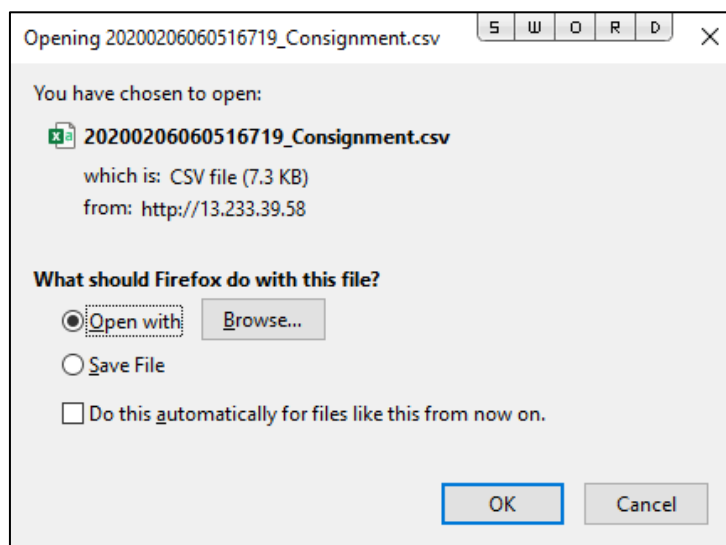 Opening 20200206060516719_Consignment.csv
S W O R D
You have chosen to open:
20200206060516719_Consignment.csv
which is: CSV file (7.3 KB)
from: http://13.233.39.58
What should Firefox do with this file?
Open with Browse...
Save File
Do this automatically for files like this from now on.
OK Cancel